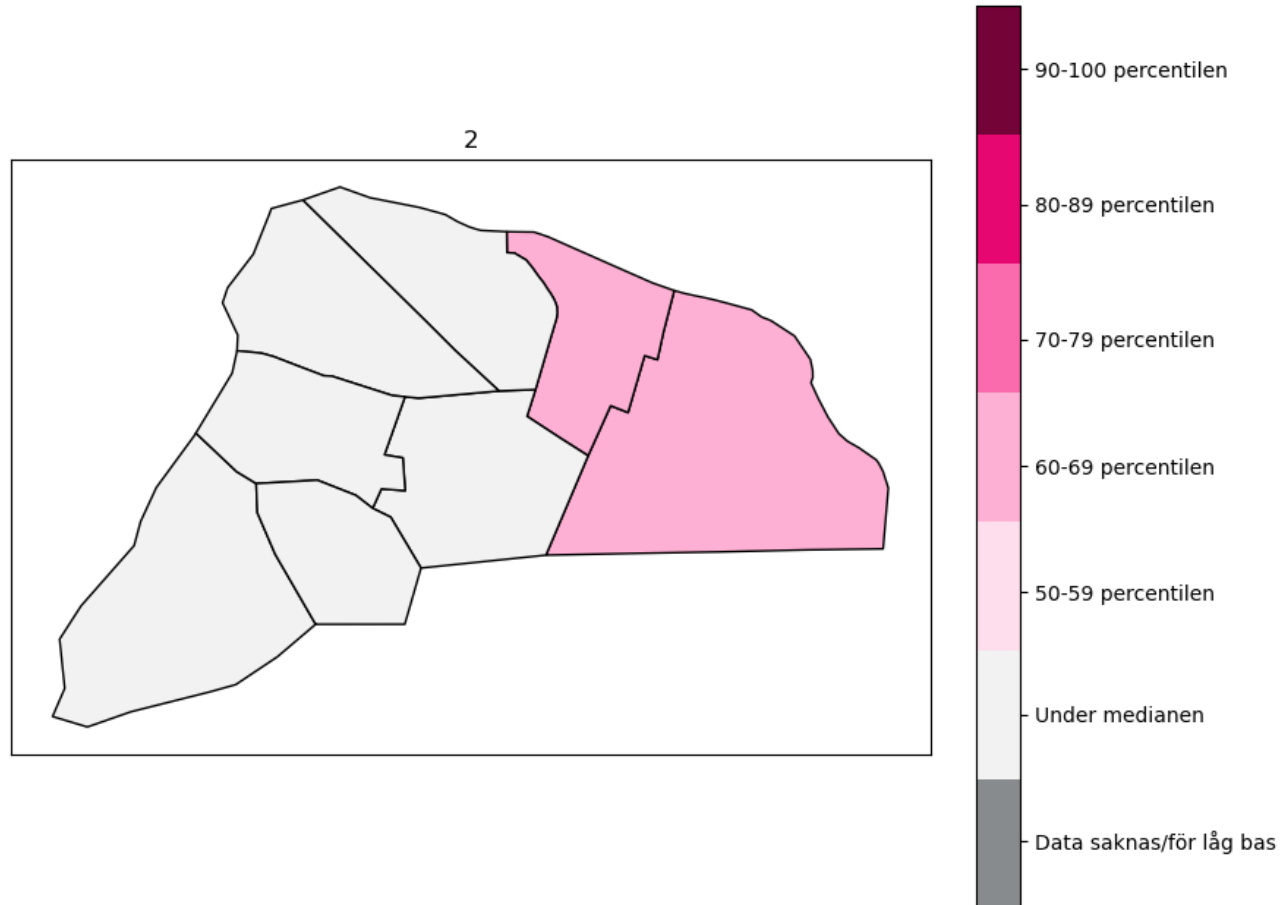 2
90-100 percentilen
80-89 percentilen
70-79 percentilen
60-69 percentilen
50-59 percentilen
Under medianen
Data saknas/för låg bas